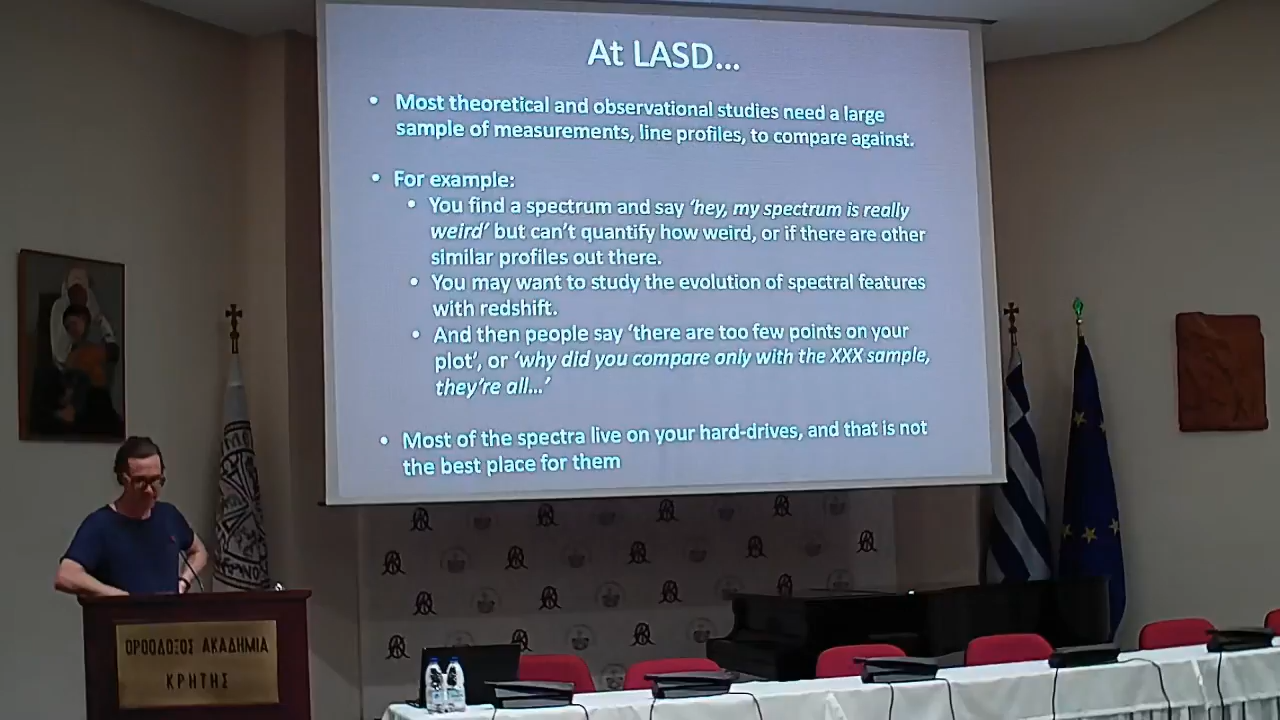 At LASD...
• Most theoretical and observational studies need a large
sample of measurements, line profiles, to compare against.
• For example:
• You find a spectrum and say ‘hey, my spectrum is really
weird’ but can’t quantify how weird, or if there are other
similar profiles out there.
• You may want to study the evolution of spectral features
with redshift.
• And then people say ‘there are too few points on your
plot’, or ‘why did you compare only with the XXX sample,
they’re all...’
• Most of the spectra live on your hard-drives, and that is not
the best place for them
ΟΡΘΟΔΟΞΟΣ ΑΚΑΔΗΜΙΑ
ΚΡΗΤΗΣ